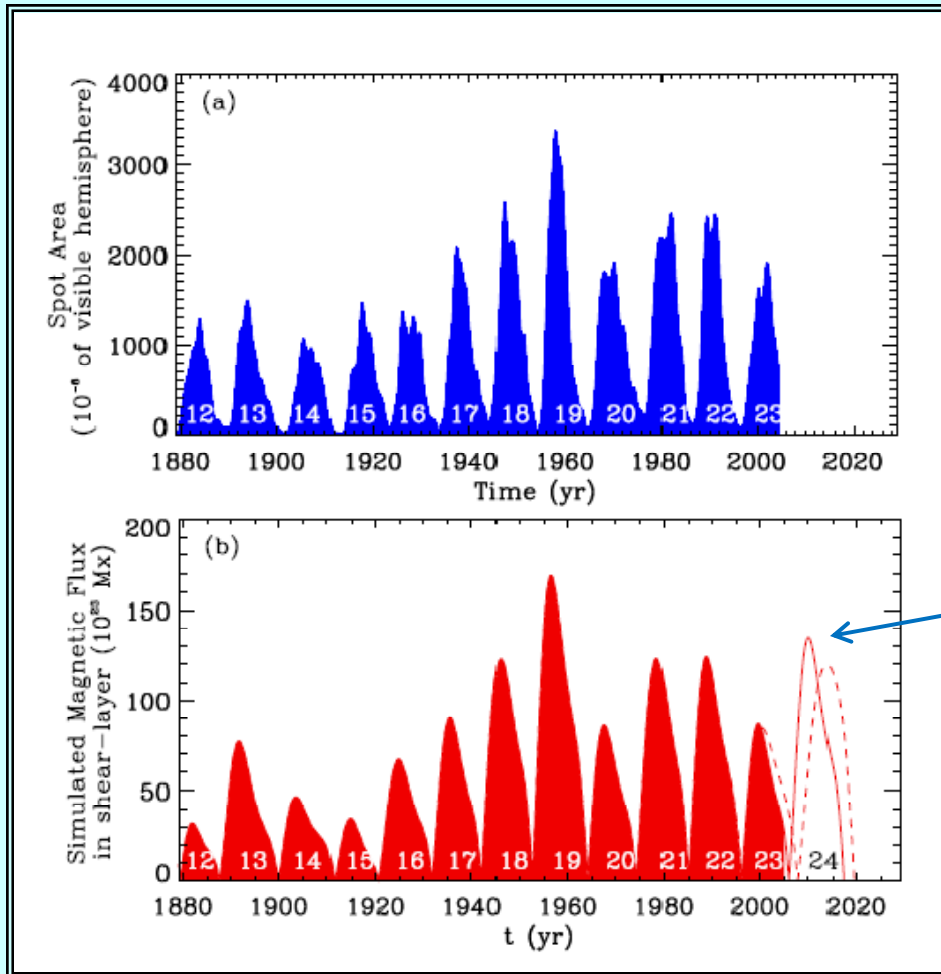 (a)
4000
3000
2000
1000
0
Spot Area
(10⁻⁶ of visible hemisphere)
12 13 14 15 16 17 18 19 20 21 22 23
1880 1900 1920 1940 1960 1980 2000 2020
Time (yr)
(b)
200
150
100
50
0
Simulated Magnetic Flux
in shear-layer (10²³ Mx)
12 13 14 15 16 17 18 19 20 21 22 23 24
1880 1900 1920 1940 1960 1980 2000 2020
t (yr)